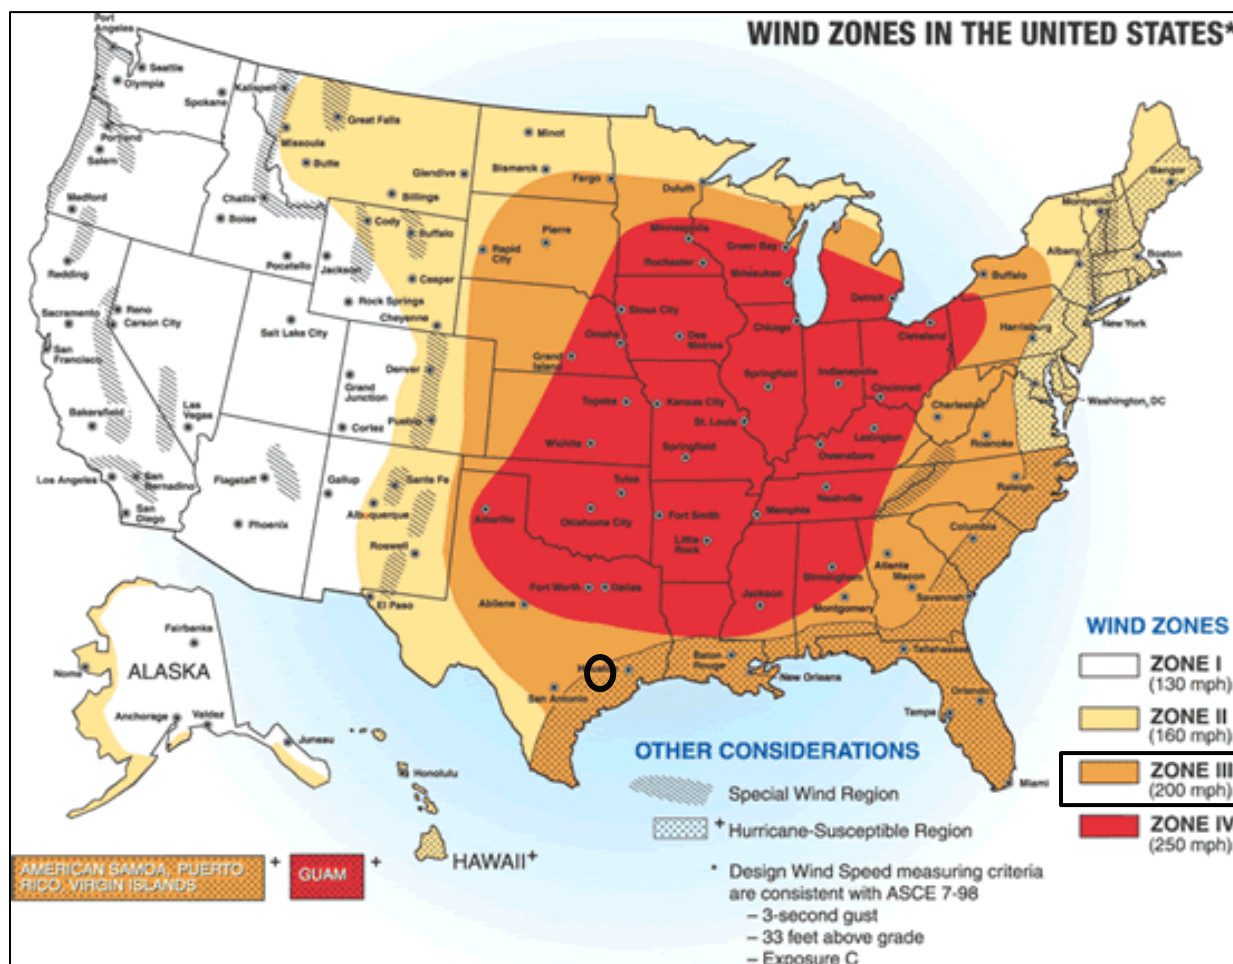 WIND ZONES IN THE UNITED STATES*
Port
Angeles
Seattle
Olympia
Spokane
Kalispell
Great Falls
Minot
Portland
Missoula
Salem
Butte
Glendive
Bismarck
Fargo
Duluth
Bangor
Medford
Challis
Billings
Montpelier
Boise
Cody
Buffalo
Pierre
Minneapolis
Green Bay
Albany
Boston
Redding
Pocatello
Jackson
Casper
Rapid
City
Rochester
Milwaukee
Buffalo
Detroit
Rock Springs
Sacramento
Reno
Carson City
Salt Lake City
Cheyenne
Sioux City
Chicago
Cleveland
Harrisburg
New York
San
Francisco
Omaha
Des
Moines
Grand
Island
Denver
Grand
Junction
Springfield
Indianapolis
Cincinnati
Washington, DC
Las
Vegas
Topeka
Kansas City
Charleston
Bakersfield
Cortez
Pueblo
St. Louis
Lexington
Roanoke
Wichita
Springfield
Owensboro
Los Angeles
San
Bernadino
Flagstaff
Gallup
Santa Fe
Tulsa
Nashville
Raleigh
San
Diego
Phoenix
Albuquerque
Amarillo
Oklahoma City
Fort Smith
Memphis
Columbia
Roswell
Little
Rock
Birmingham
Atlanta
Macon
El Paso
Abilene
Fort Worth
Dallas
Jackson
Montgomery
Savannah
Fairbanks
ALASKA
Nome
Anchorage
Valdez
Juneau
Houston
San Antonio
Baton
Rouge
New Orleans
Tallahassee
Orlando
Tampa
Miami
Honolulu
HAWAII+
WIND ZONES
ZONE I
(130 mph)
ZONE II
(160 mph)
ZONE III
(200 mph)
ZONE IV
(250 mph)
OTHER CONSIDERATIONS
Special Wind Region
+ Hurricane-Susceptible Region
AMERICAN SAMOA, PUERTO
RICO, VIRGIN ISLANDS
+
GUAM
+
* Design Wind Speed measuring criteria
are consistent with ASCE 7-98
– 3-second gust
– 33 feet above grade
– Exposure C